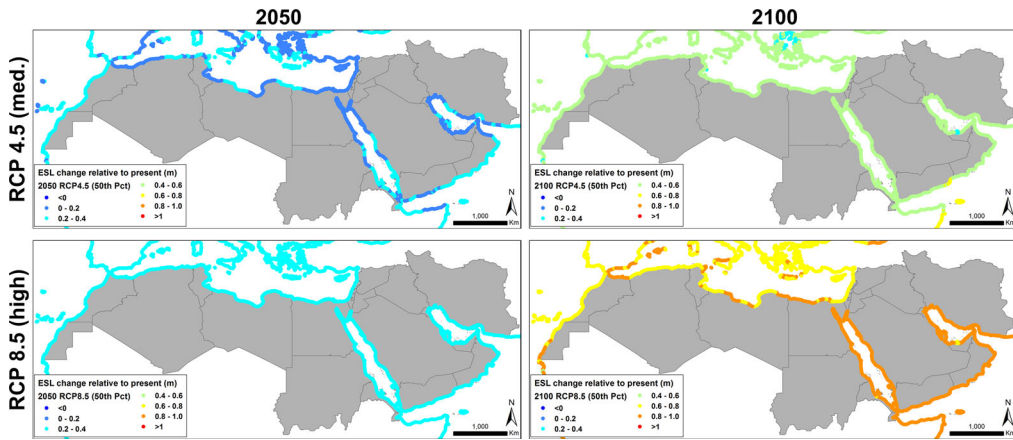 2050
2100
RCP 4.5 (med.)
ESL change relative to present (m)
2050 RCP4.5 (50th Pct)
<0
0 - 0.2
0.2 - 0.4
0.4 - 0.6
0.6 - 0.8
0.8 - 1.0
>1
N
1,000
Km
ESL change relative to present (m)
2100 RCP4.5 (50th Pct)
<0
0 - 0.2
0.2 - 0.4
0.4 - 0.6
0.6 - 0.8
0.8 - 1.0
>1
N
1,000
Km
RCP 8.5 (high)
ESL change relative to present (m)
2050 RCP8.5 (50th Pct)
<0
0 - 0.2
0.2 - 0.4
0.4 - 0.6
0.6 - 0.8
0.8 - 1.0
>1
N
1,000
Km
ESL change relative to present (m)
2100 RCP8.5 (50th Pct)
<0
0 - 0.2
0.2 - 0.4
0.4 - 0.6
0.6 - 0.8
0.8 - 1.0
>1
N
1,000
Km